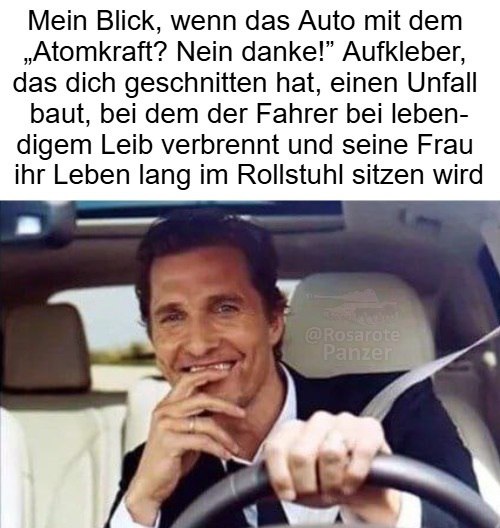 Mein Blick, wenn das Auto mit dem
„Atomkraft? Nein danke!” Aufkleber,
das dich geschnitten hat, einen Unfall
baut, bei dem der Fahrer bei leben-
digem Leib verbrennt und seine Frau
ihr Leben lang im Rollstuhl sitzen wird
@Rosarote
Panzer